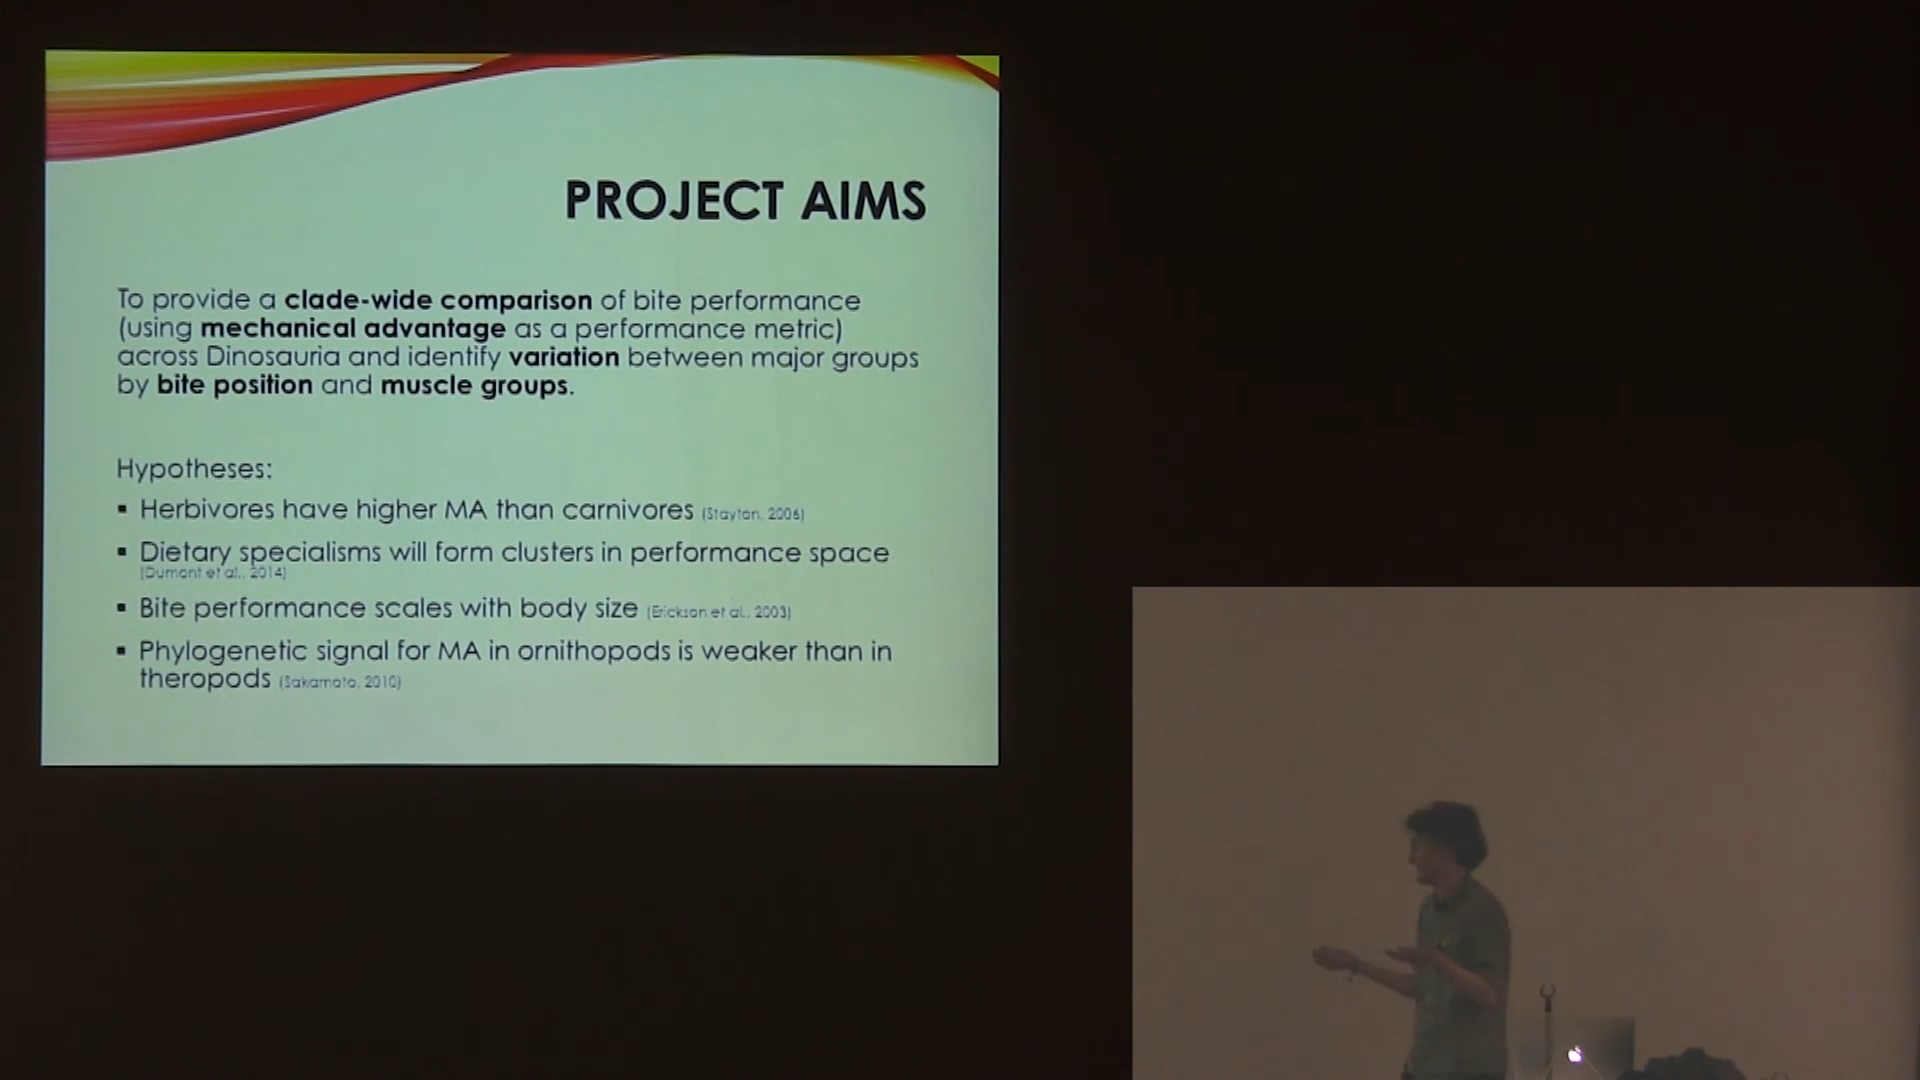 PROJECT AIMS
To provide a clade-wide comparison of bite performance
(using mechanical advantage as a performance metric)
across Dinosauria and identify variation between major groups
by bite position and muscle groups.
Hypotheses:
▪ Herbivores have higher MA than carnivores (Stayton, 2006)
▪ Dietary specialisms will form clusters in performance space
(Dumont et al., 2014)
▪ Bite performance scales with body size (Erickson et al., 2003)
▪ Phylogenetic signal for MA in ornithopods is weaker than in
theropods (Sakamoto, 2010)